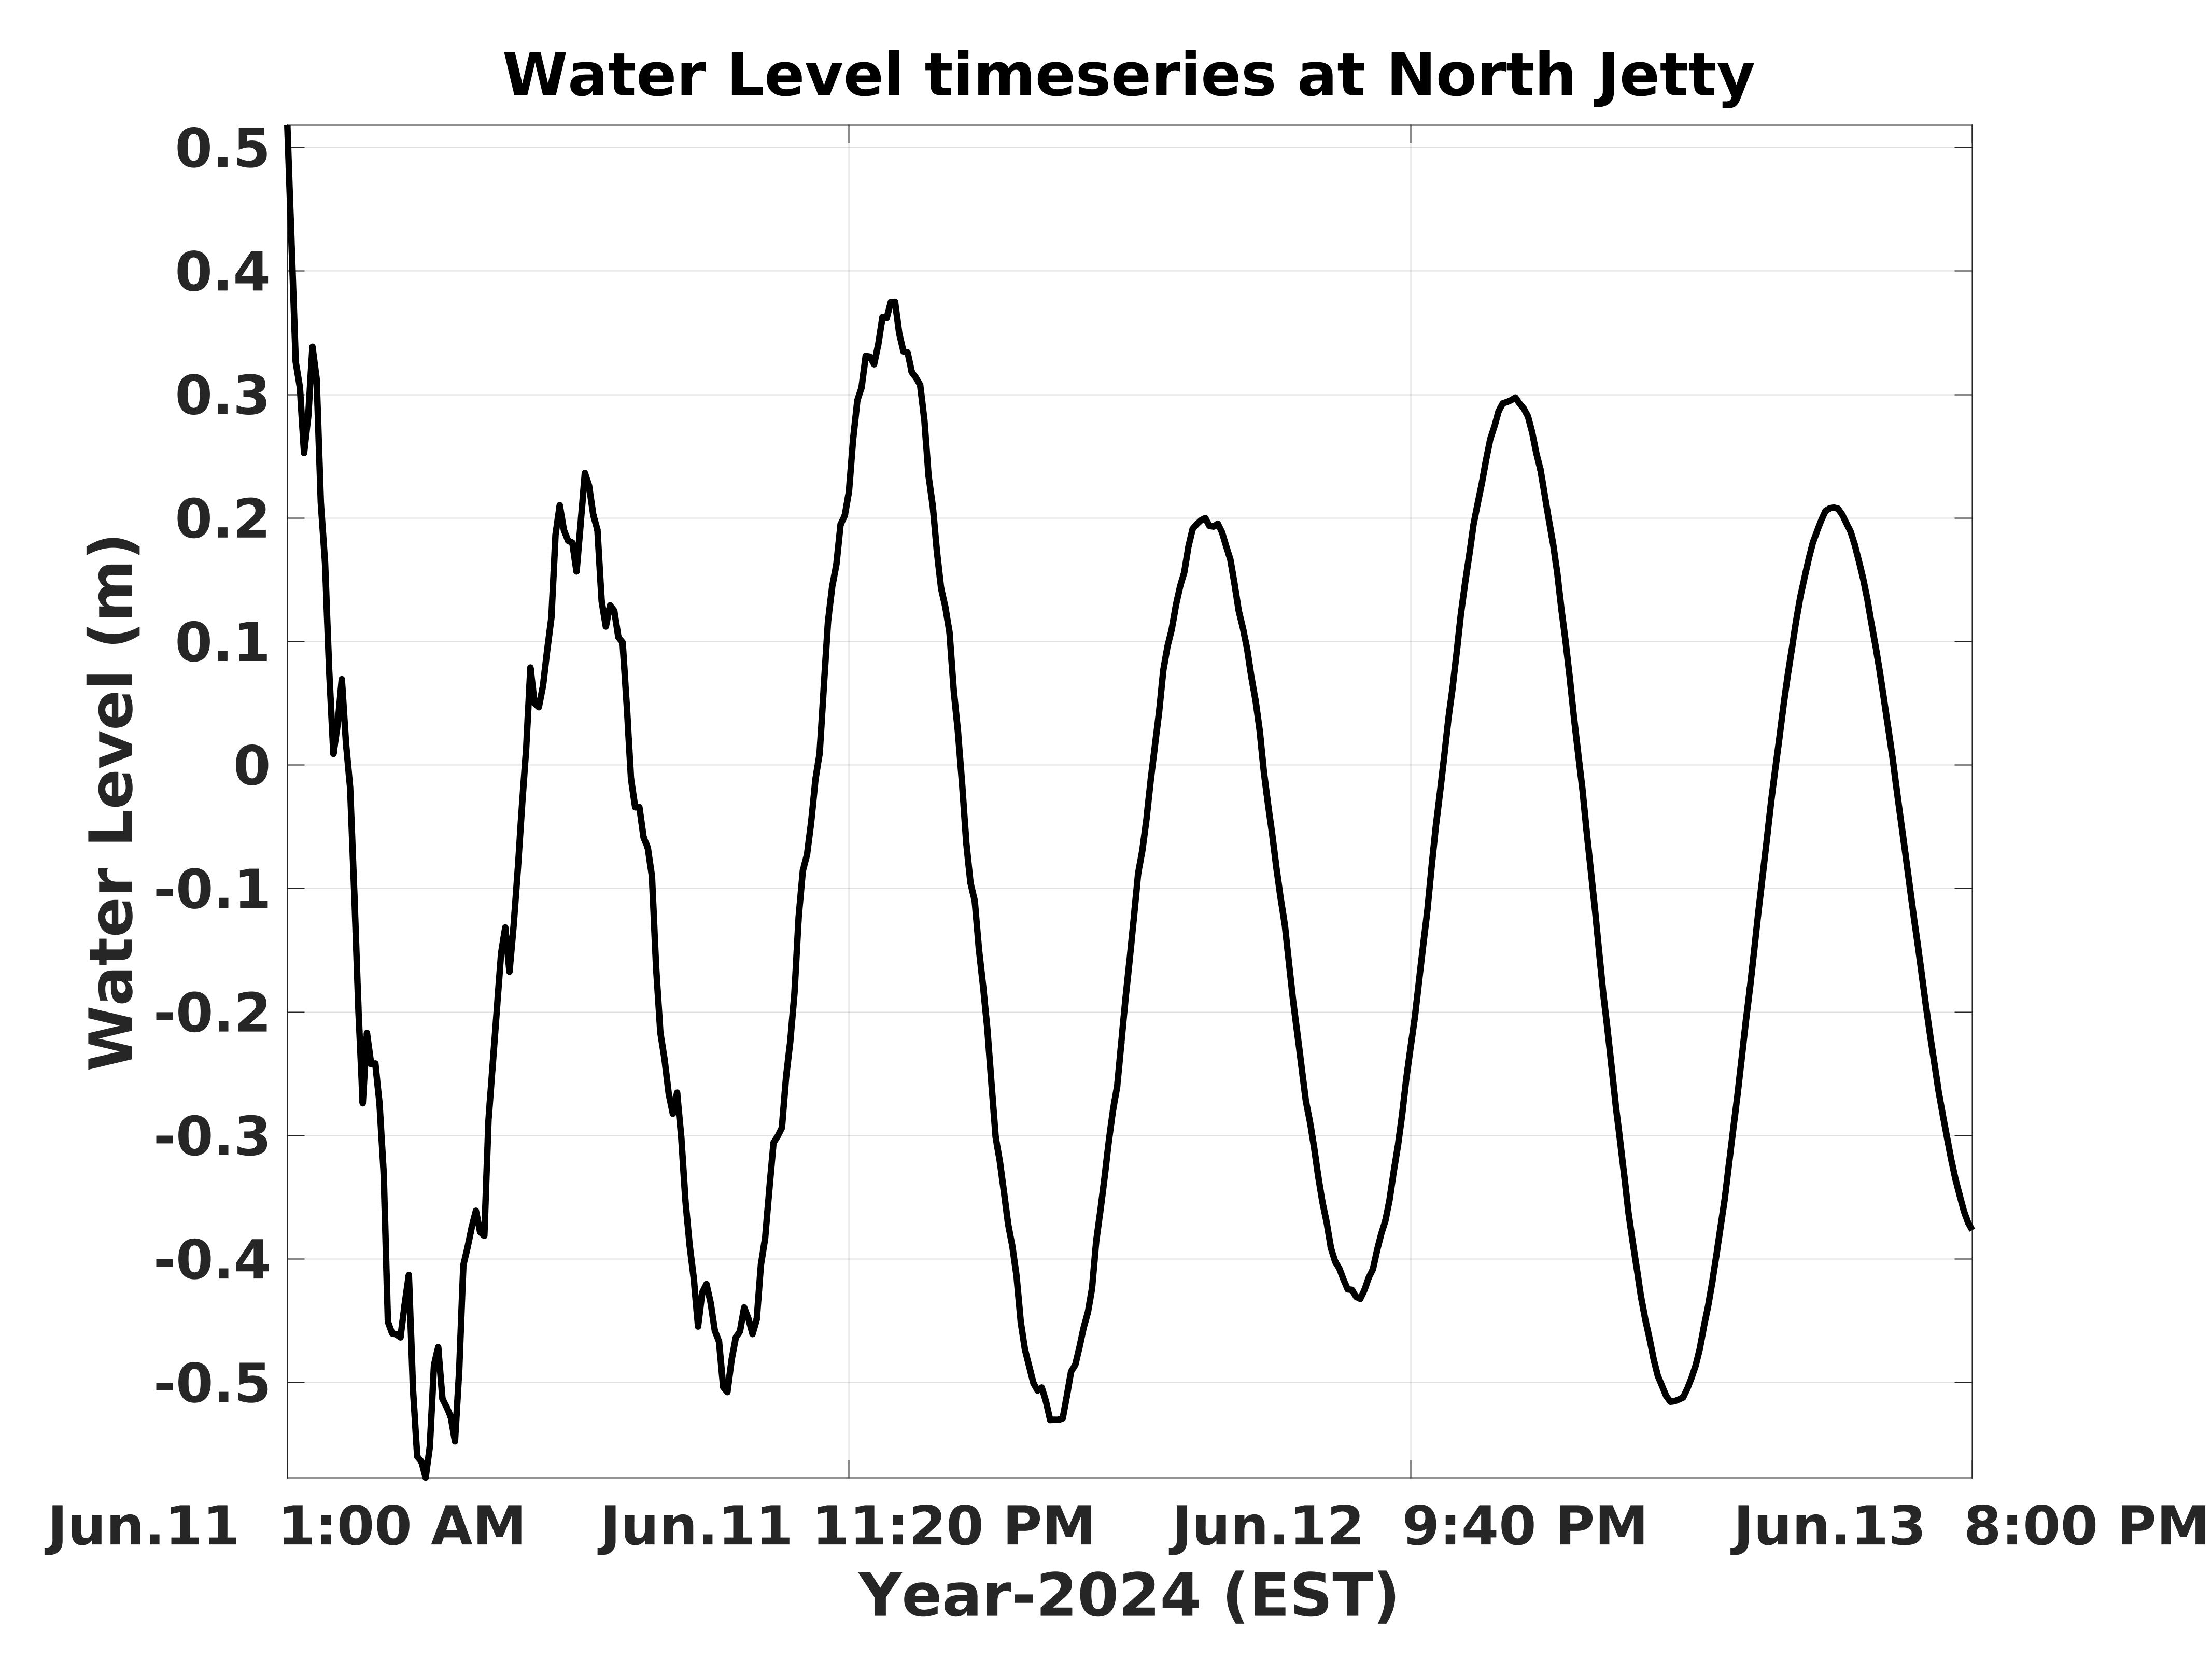 Water Level timeseries at North Jetty
0.5
0.4
0.3
0.2
0.1
0
-0.1
-0.2
-0.3
-0.4
-0.5
Water Level (m)
Jun.11 1:00 AM Jun.11 11:20 PM Jun.12 9:40 PM Jun.13 8:00 PM
Year-2024 (EST)